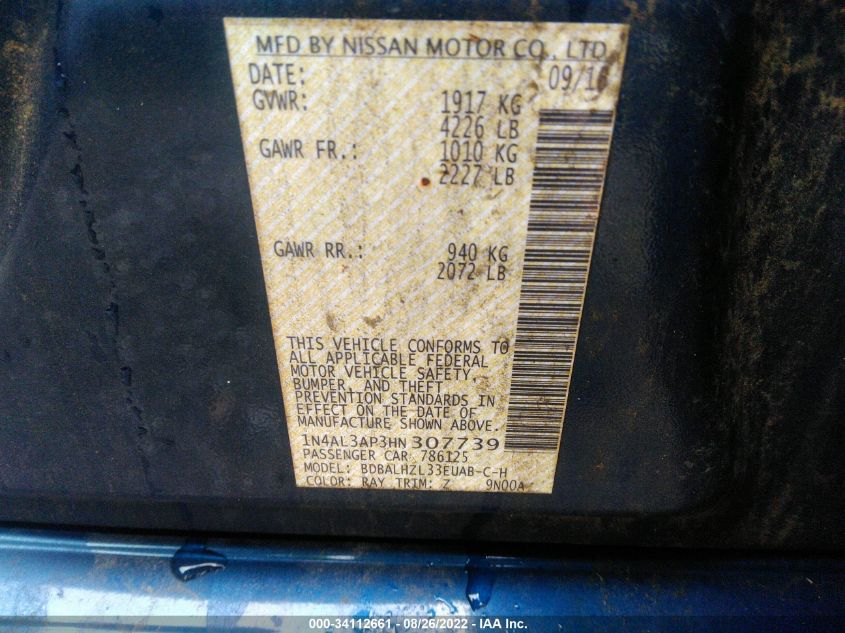 MFD BY NISSAN MOTOR CO., LTD
DATE: 09/16
GVWR: 1917 KG
4226 LB
GAWR FR.: 1010 KG
2227 LB
GAWR RR.: 940 KG
2072 LB
THIS VEHICLE CONFORMS TO
ALL APPLICABLE FEDERAL
MOTOR VEHICLE SAFETY,
BUMPER, AND THEFT
PREVENTION STANDARDS IN
EFFECT ON THE DATE OF
MANUFACTURE SHOWN ABOVE.
1N4AL3AP3HN307739
PASSENGER CAR 786125
MODEL: BDBALHZL33EUAB-C-H
COLOR: RAY TRIM: Z 9N00A
000-34112661 - 08/26/2022 - IAA Inc.